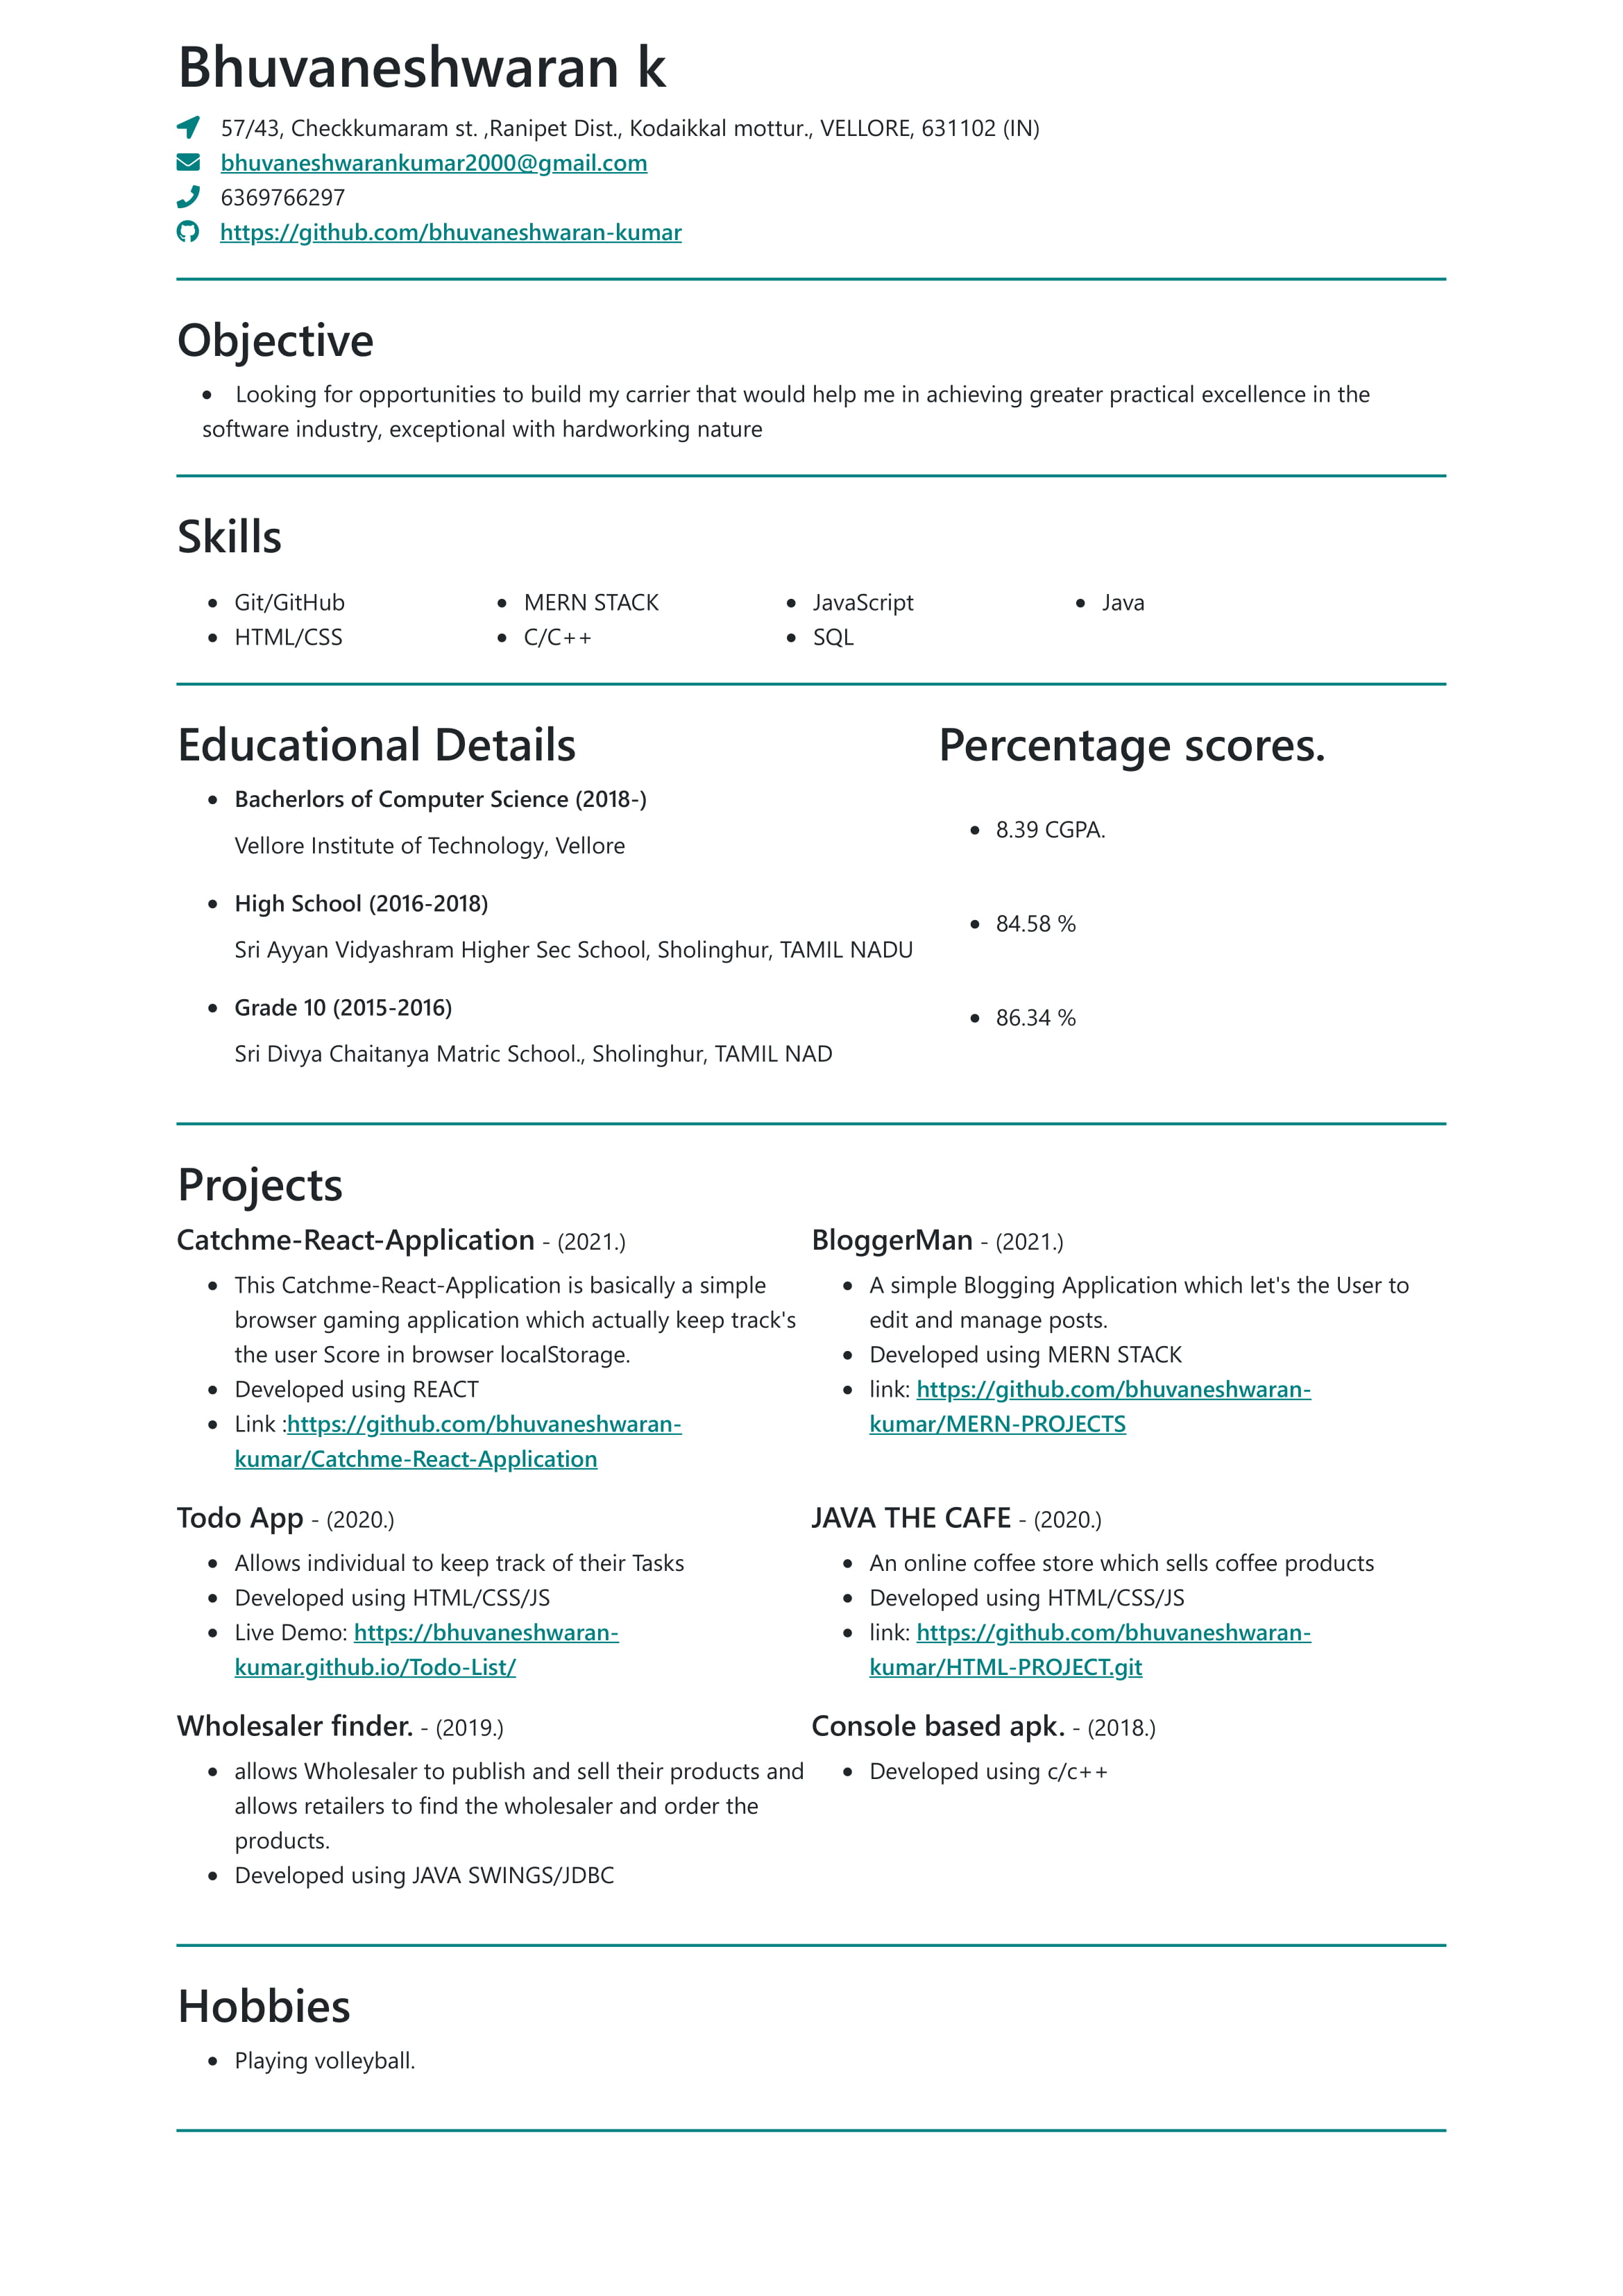 Bhuvaneshwaran k
57/43, Checkkumaram st. ,Ranipet Dist., Kodaikkal mottur., VELLORE, 631102 (IN)
bhuvaneshwarankumar2000@gmail.com
6369766297
https://github.com/bhuvaneshwaran-kumar
Objective
• Looking for opportunities to build my carrier that would help me in achieving greater practical excellence in the
software industry, exceptional with hardworking nature
Skills
• Git/GitHub
• HTML/CSS
• MERN STACK
• C/C++
• JavaScript
• SQL
• Java
Educational Details
• Bacherlors of Computer Science (2018-)
Vellore Institute of Technology, Vellore
• High School (2016-2018)
Sri Ayyan Vidyashram Higher Sec School, Sholinghur, TAMIL NADU
• Grade 10 (2015-2016)
Sri Divya Chaitanya Matric School., Sholinghur, TAMIL NAD
Percentage scores.
• 8.39 CGPA.
• 84.58 %
• 86.34 %
Projects
Catchme-React-Application - (2021.)
• This Catchme-React-Application is basically a simple
browser gaming application which actually keep track's
the user Score in browser localStorage.
• Developed using REACT
• Link :https://github.com/bhuvaneshwaran-
kumar/Catchme-React-Application
BloggerMan - (2021.)
• A simple Blogging Application which let's the User to
edit and manage posts.
• Developed using MERN STACK
• link: https://github.com/bhuvaneshwaran-
kumar/MERN-PROJECTS
Todo App - (2020.)
• Allows individual to keep track of their Tasks
• Developed using HTML/CSS/JS
• Live Demo: https://bhuvaneshwaran-
kumar.github.io/Todo-List/
JAVA THE CAFE - (2020.)
• An online coffee store which sells coffee products
• Developed using HTML/CSS/JS
• link: https://github.com/bhuvaneshwaran-
kumar/HTML-PROJECT.git
Wholesaler finder. - (2019.)
• allows Wholesaler to publish and sell their products and
allows retailers to find the wholesaler and order the
products.
• Developed using JAVA SWINGS/JDBC
Console based apk. - (2018.)
• Developed using c/c++
Hobbies
• Playing volleyball.